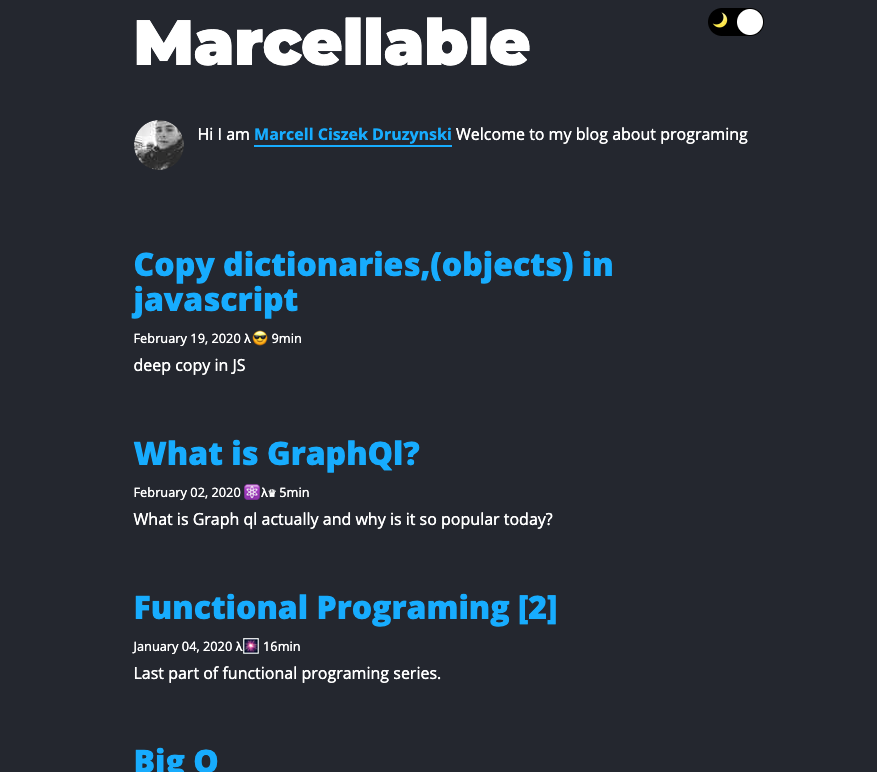 Marcellable
Hi I am Marcell Ciszek Druzynski Welcome to my blog about programing
Copy dictionaries,(objects) in
javascript
February 19, 2020 λ😎 9min
deep copy in JS
What is GraphQl?
February 02, 2020 ⚛️λ♛ 5min
What is Graph ql actually and why is it so popular today?
Functional Programing [2]
January 04, 2020 λ🎆 16min
Last part of functional programing series.
Big O